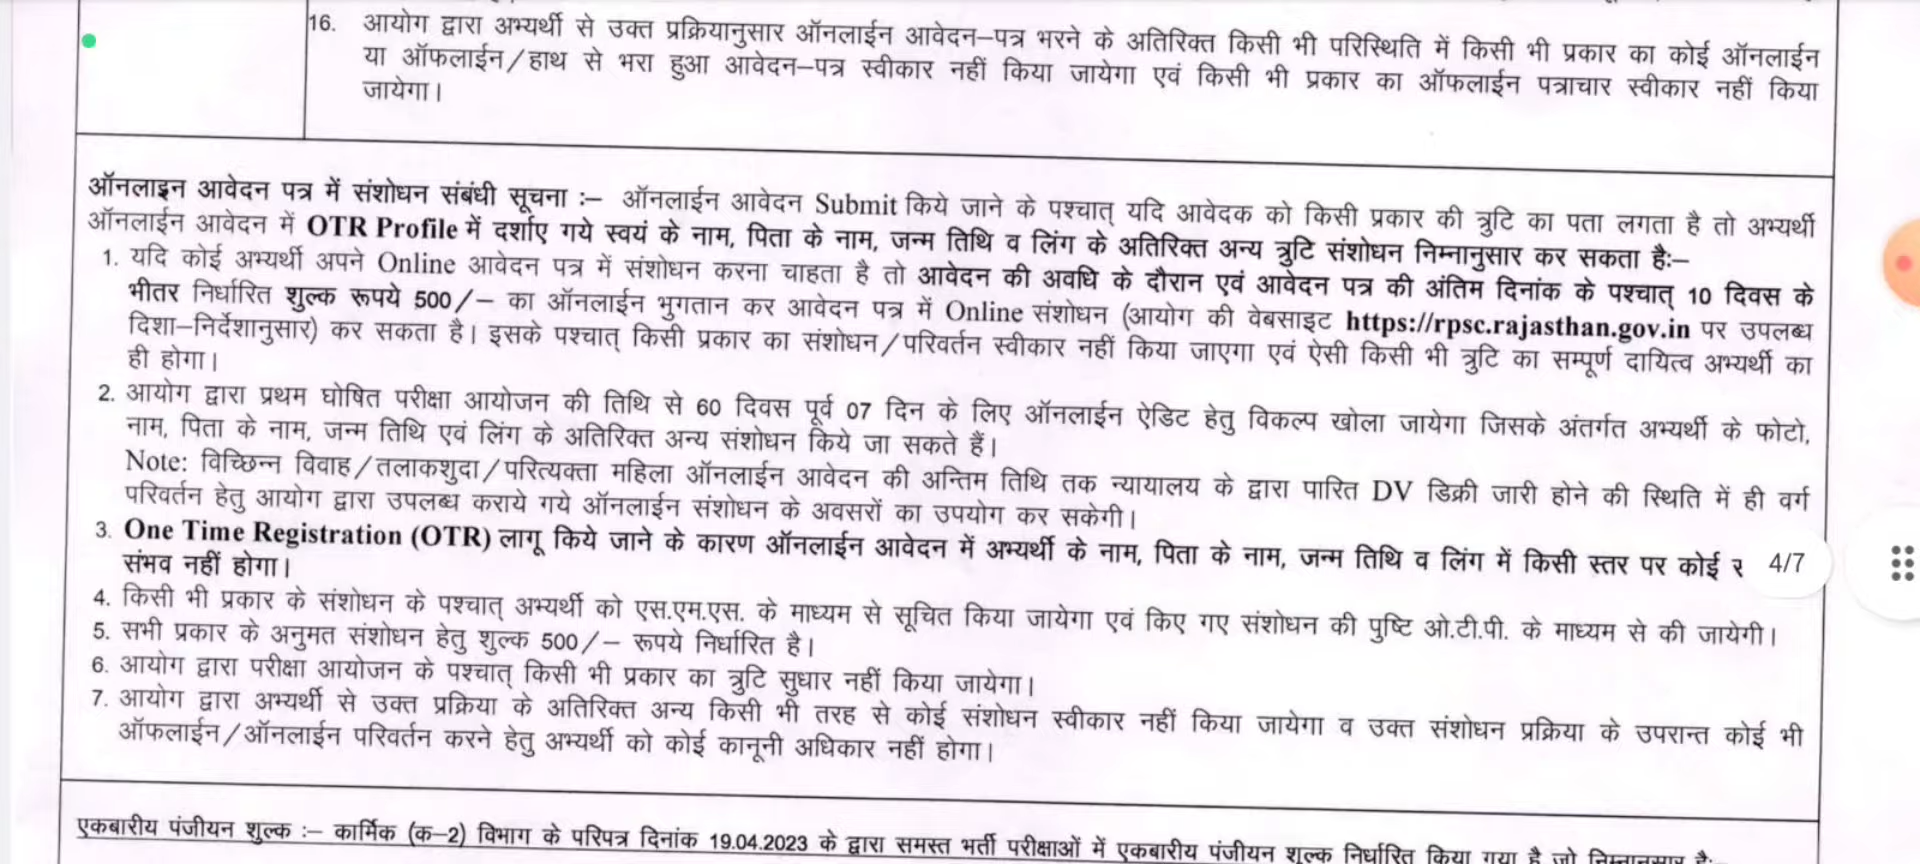 16. आयोग द्वारा अभ्यर्थी से उक्त प्रक्रियानुसार ऑनलाईन आवेदन–पत्र भरने के अतिरिक्त किसी भी परिस्थिति में किसी भी प्रकार का कोई ऑनलाईन
या ऑफलाईन/हाथ से भरा हुआ आवेदन–पत्र स्वीकार नहीं किया जायेगा एवं किसी भी प्रकार का ऑफलाईन पत्राचार स्वीकार नहीं किया
जायेगा।
ऑनलाइन आवेदन पत्र में संशोधन संबंधी सूचना :– ऑनलाईन आवेदन Submit किये जाने के पश्चात् यदि आवेदक को किसी प्रकार की त्रुटि का पता लगता है तो अभ्यर्थी
ऑनलाईन आवेदन में OTR Profile में दर्शाए गये स्वयं के नाम, पिता के नाम, जन्म तिथि व लिंग के अतिरिक्त अन्य त्रुटि संशोधन निम्नानुसार कर सकता है:–
1. यदि कोई अभ्यर्थी अपने Online आवेदन पत्र में संशोधन करना चाहता है तो आवेदन की अवधि के दौरान एवं आवेदन पत्र की अंतिम दिनांक के पश्चात् 10 दिवस के
भीतर निर्धारित शुल्क रूपये 500/– का ऑनलाईन भुगतान कर आवेदन पत्र में Online संशोधन (आयोग की वेबसाइट https://rpsc.rajasthan.gov.in पर उपलब्ध
दिशा–निर्देशानुसार) कर सकता है। इसके पश्चात् किसी प्रकार का संशोधन/परिवर्तन स्वीकार नहीं किया जाएगा एवं ऐसी किसी भी त्रुटि का सम्पूर्ण दायित्व अभ्यर्थी का
ही होगा।
2. आयोग द्वारा प्रथम घोषित परीक्षा आयोजन की तिथि से 60 दिवस पूर्व 07 दिन के लिए ऑनलाईन ऐडिट हेतु विकल्प खोला जायेगा जिसके अंतर्गत अभ्यर्थी के फोटो,
नाम, पिता के नाम, जन्म तिथि एवं लिंग के अतिरिक्त अन्य संशोधन किये जा सकते हैं।
Note: विच्छिन्न विवाह/तलाकशुदा/परित्यक्ता महिला ऑनलाईन आवेदन की अन्तिम तिथि तक न्यायालय के द्वारा पारित DV डिक्री जारी होने की स्थिति में ही वर्ग
परिवर्तन हेतु आयोग द्वारा उपलब्ध कराये गये ऑनलाईन संशोधन के अवसरों का उपयोग कर सकेगी।
3. One Time Registration (OTR) लागू किये जाने के कारण ऑनलाईन आवेदन में अभ्यर्थी के नाम, पिता के नाम, जन्म तिथि व लिंग में किसी स्तर पर कोई 4/7
संभव नहीं होगा।
4. किसी भी प्रकार के संशोधन के पश्चात् अभ्यर्थी को एस.एम.एस. के माध्यम से सूचित किया जायेगा एवं किए गए संशोधन की पुष्टि ओ.टी.पी. के माध्यम से की जायेगी।
5. सभी प्रकार के अनुमत संशोधन हेतु शुल्क 500/– रूपये निर्धारित है।
6. आयोग द्वारा परीक्षा आयोजन के पश्चात् किसी भी प्रकार का त्रुटि सुधार नहीं किया जायेगा।
7. आयोग द्वारा अभ्यर्थी से उक्त प्रक्रिया के अतिरिक्त अन्य किसी भी तरह से कोई संशोधन स्वीकार नहीं किया जायेगा व उक्त संशोधन प्रक्रिया के उपरान्त कोई भी
ऑफलाईन/ऑनलाईन परिवर्तन करने हेतु अभ्यर्थी को कोई कानूनी अधिकार नहीं होगा।
एकबारीय पंजीयन शुल्क :– कार्मिक (क–2) विभाग के परिपत्र दिनांक 19.04.2023 के द्वारा समस्त भर्ती परीक्षाओं में एकबारीय पंजीयन शुल्क निर्धारित किया गया है जो निम्नानुसार है:–